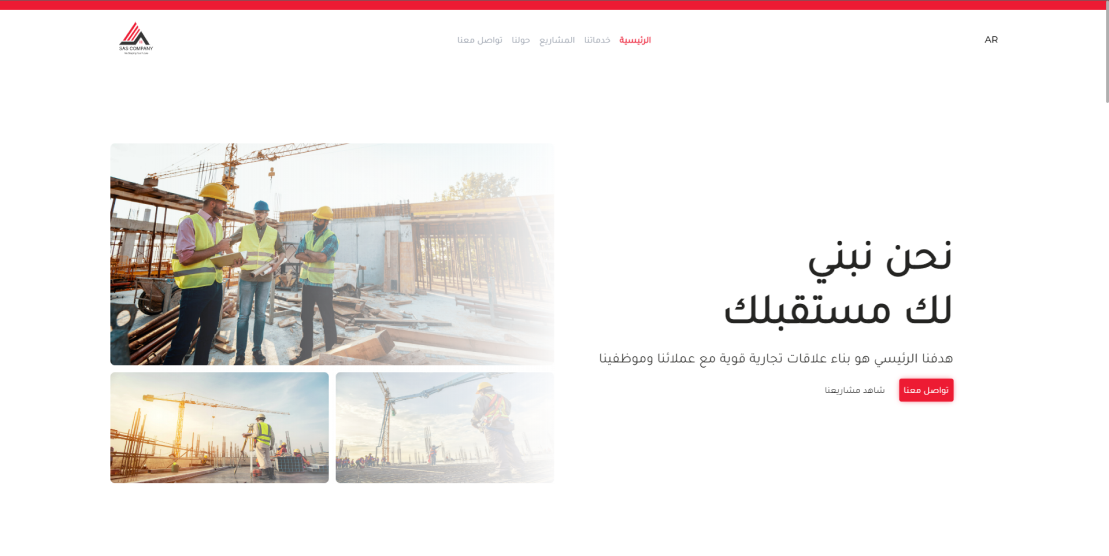 AR
الرئيسية خدماتنا المشاريع حولنا تواصل معنا
SAS COMPANY
نحن نبني
لك مستقبلك
هدفنا الرئيسي هو بناء علاقات تجارية قوية مع عملائنا وموظفينا
تواصل معنا شاهد مشاريعنا